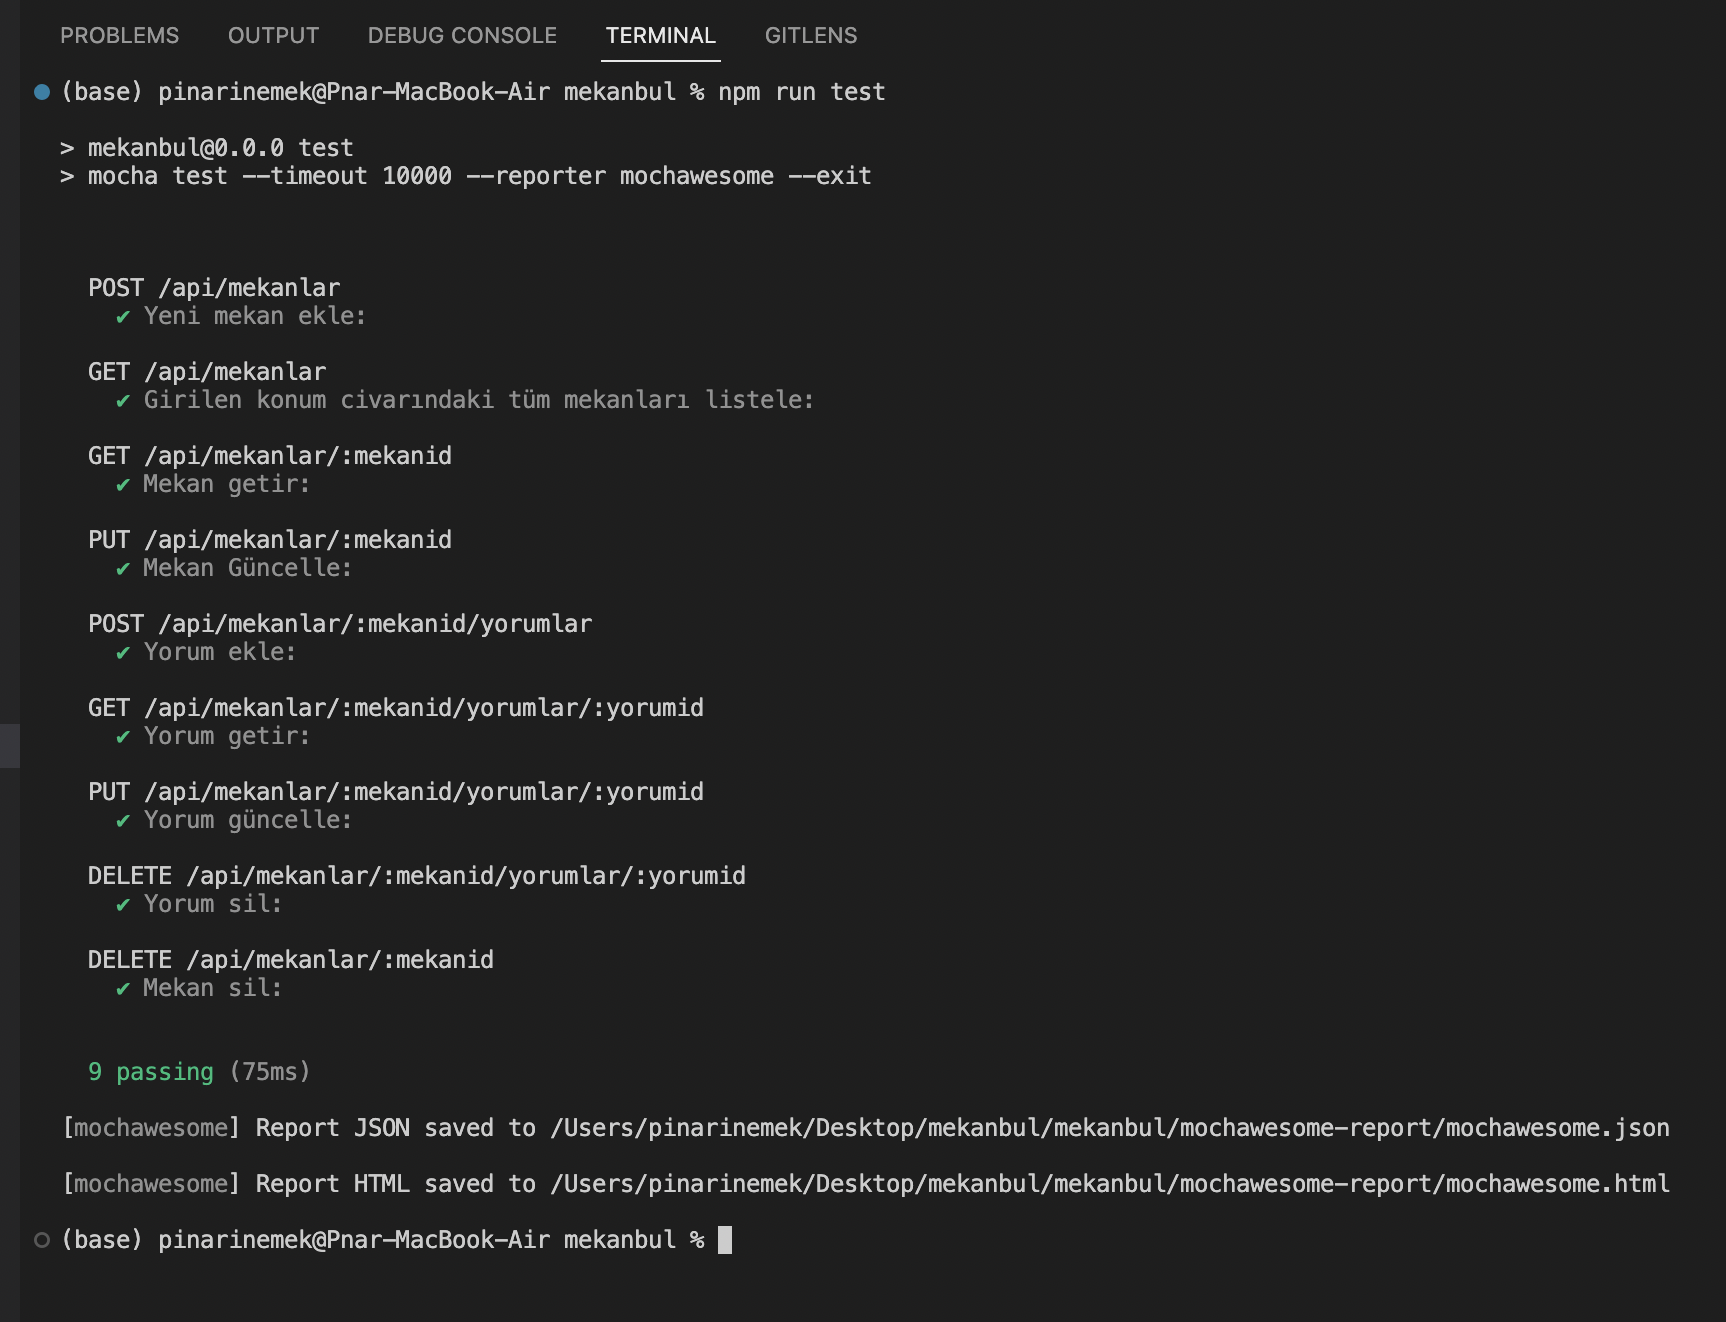 PROBLEMS OUTPUT DEBUG CONSOLE TERMINAL GITLENS
(base) pinarinemek@Pnar-MacBook-Air mekanbul % npm run test
> mekanbul@0.0.0 test
> mocha test --timeout 10000 --reporter mochawesome --exit
POST /api/mekanlar
✔ Yeni mekan ekle:
GET /api/mekanlar
✔ Girilen konum civarındaki tüm mekanları listele:
GET /api/mekanlar/:mekanid
✔ Mekan getir:
PUT /api/mekanlar/:mekanid
✔ Mekan Güncelle:
POST /api/mekanlar/:mekanid/yorumlar
✔ Yorum ekle:
GET /api/mekanlar/:mekanid/yorumlar/:yorumid
✔ Yorum getir:
PUT /api/mekanlar/:mekanid/yorumlar/:yorumid
✔ Yorum güncelle:
DELETE /api/mekanlar/:mekanid/yorumlar/:yorumid
✔ Yorum sil:
DELETE /api/mekanlar/:mekanid
✔ Mekan sil:
9 passing (75ms)
[mochawesome] Report JSON saved to /Users/pinarinemek/Desktop/mekanbul/mekanbul/mochawesome-report/mochawesome.json
[mochawesome] Report HTML saved to /Users/pinarinemek/Desktop/mekanbul/mekanbul/mochawesome-report/mochawesome.html
(base) pinarinemek@Pnar-MacBook-Air mekanbul %